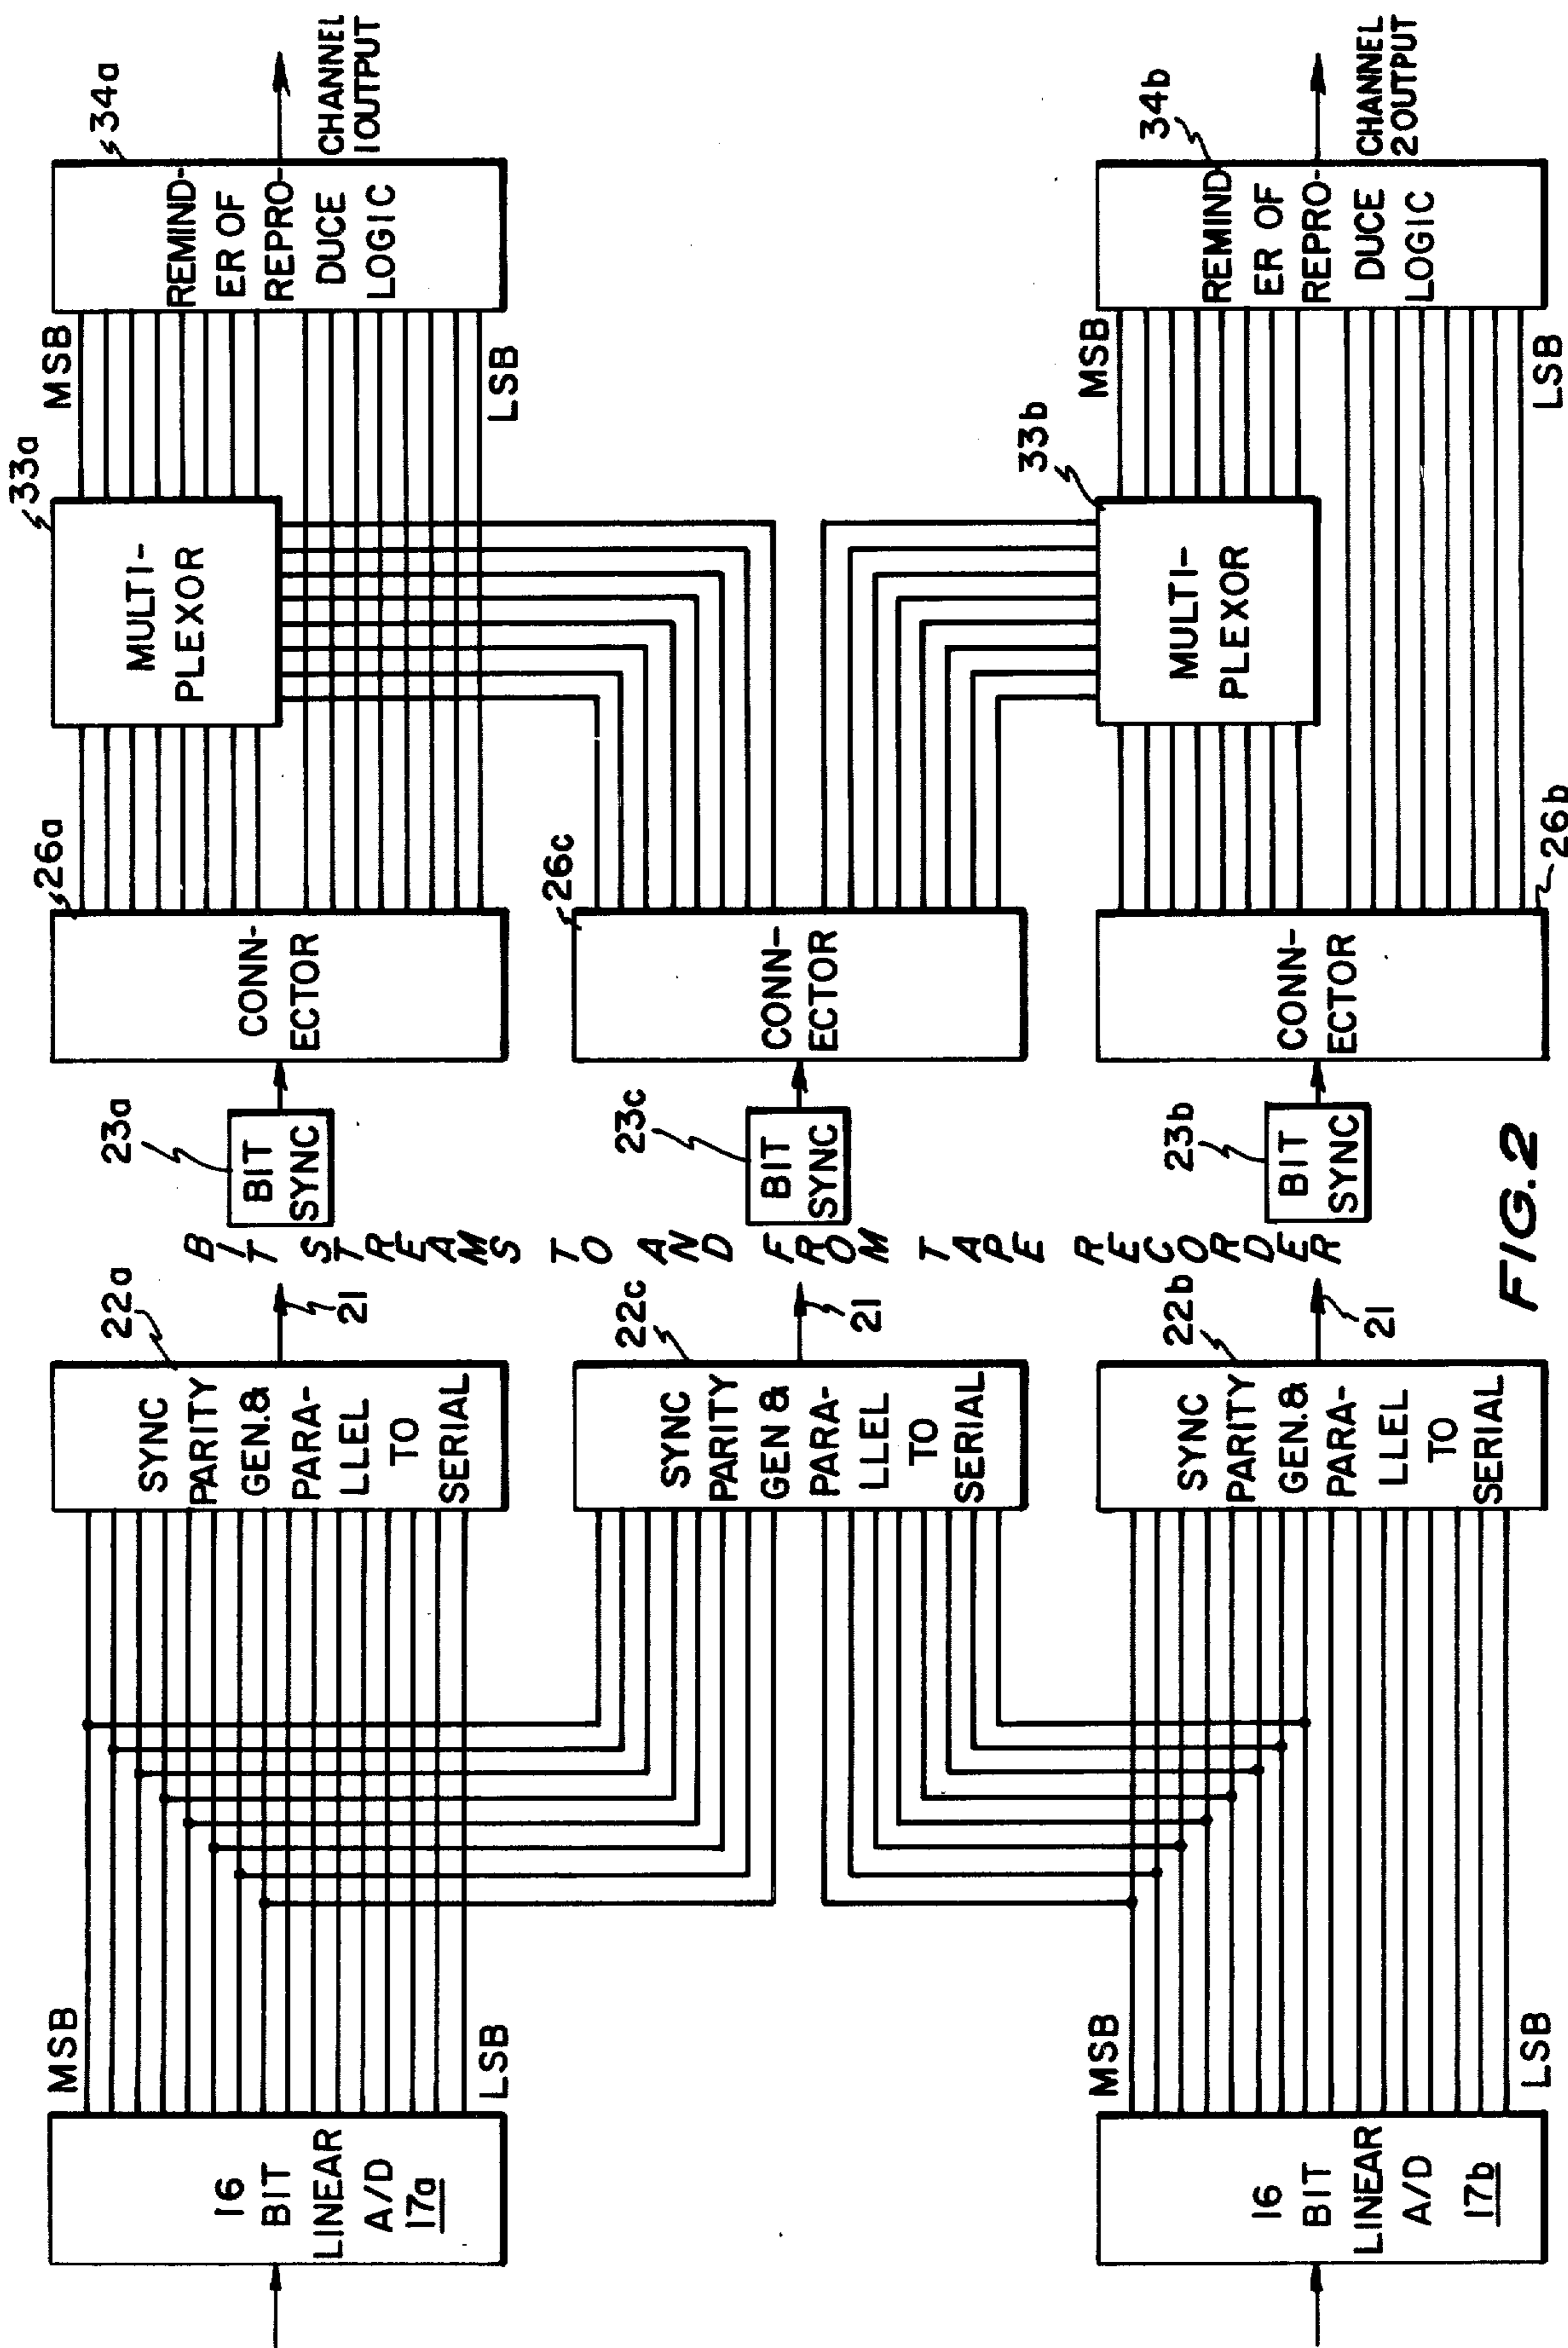 16
BIT
LINEAR
A/D
17a
MSB
LSB
SYNC
PARITY
GEN.&
PARA-
LLEL
TO
SERIAL
22a
21
BIT
SYNC
23a
CONN-
ECTOR
26a
MULTI-
PLEXOR
33a
MSB
LSB
REMIND-
ER OF
REPRO-
DUCE
LOGIC
34a
CHANNEL
1 OUTPUT
SYNC
PARITY
GEN &
PARA-
LLEL
TO
SERIAL
22c
21
BIT STREAMS TO AND FROM TAPE RECORDER
BIT
SYNC
23c
CONN-
ECTOR
26c
16
BIT
LINEAR
A/D
17b
MSB
LSB
SYNC
PARITY
GEN.&
PARA-
LLEL
TO
SERIAL
22b
21
BIT
SYNC
23b
CONN-
ECTOR
26b
MULTI-
PLEXOR
33b
MSB
LSB
REMIND-
ER OF
REPRO-
DUCE
LOGIC
34b
CHANNEL
2 OUTPUT
FIG. 2